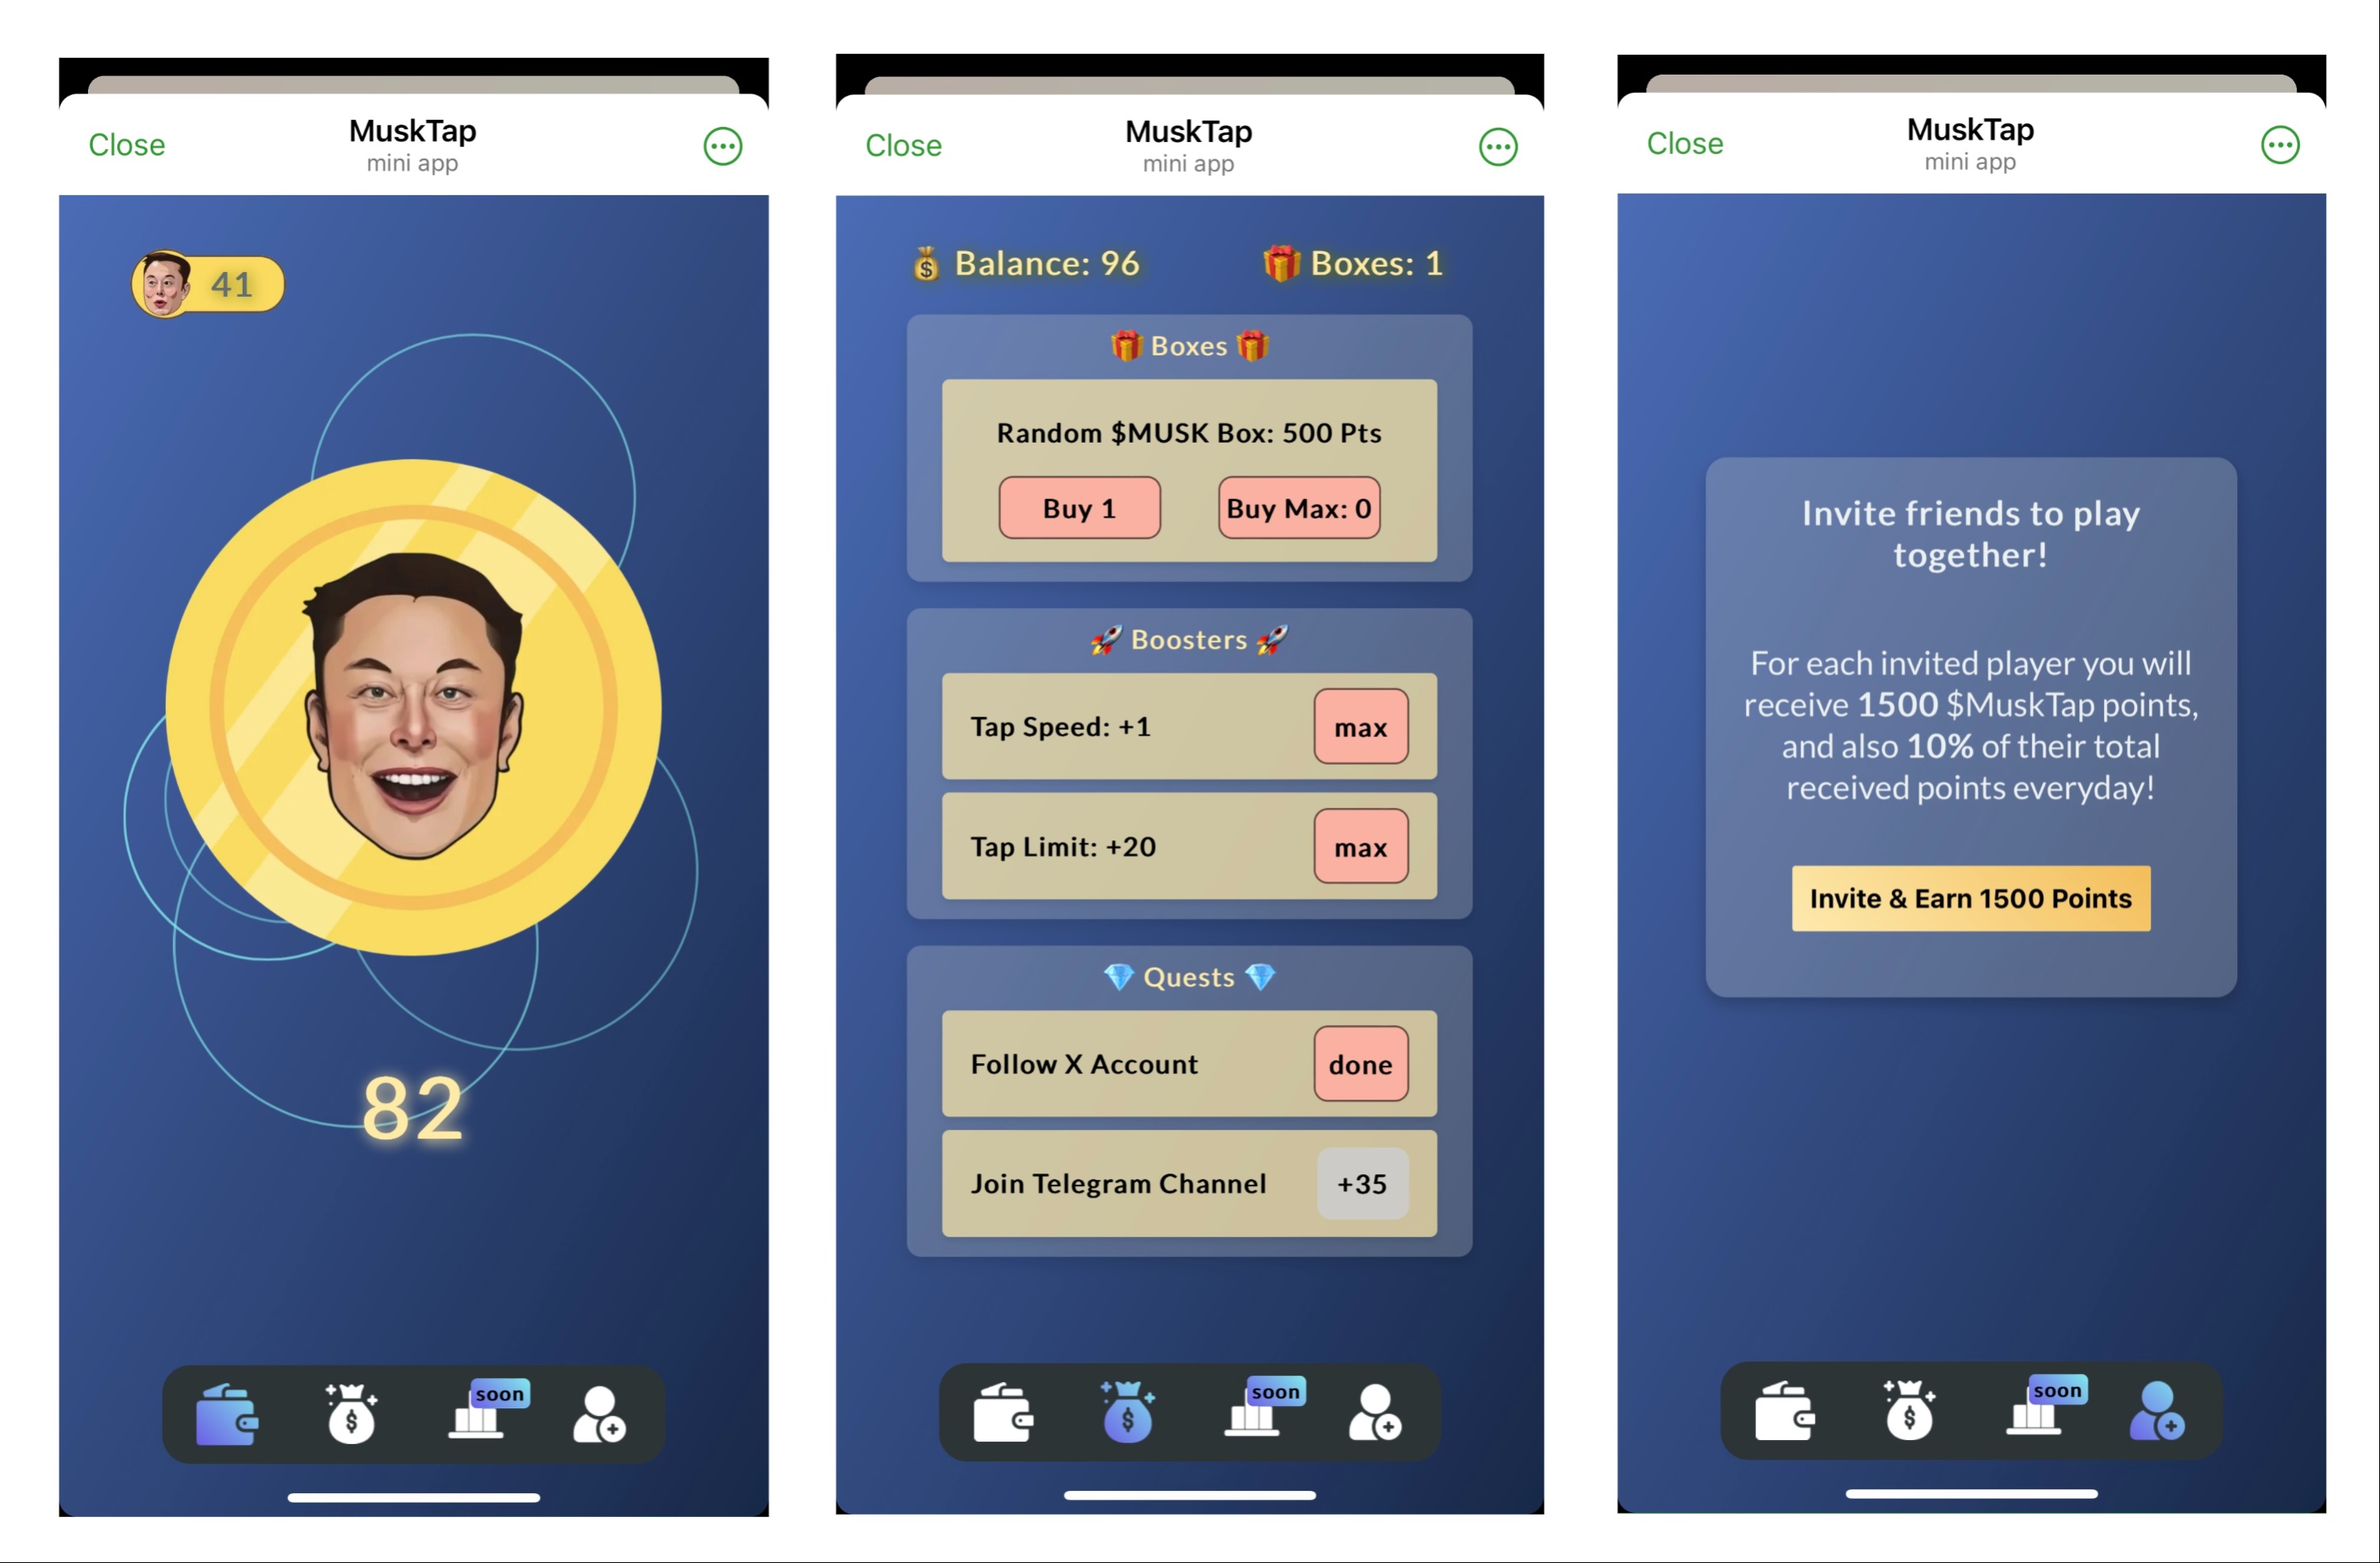 Close
MuskTap
mini app
41
82
soon
Close
MuskTap
mini app
Balance: 96
Boxes: 1
Boxes
Random $MUSK Box: 500 Pts
Buy 1
Buy Max: 0
Boosters
Tap Speed: +1
max
Tap Limit: +20
max
Quests
Follow X Account
done
Join Telegram Channel
+35
soon
Close
MuskTap
mini app
Invite friends to play
together!
For each invited player you will
receive 1500 $MuskTap points,
and also 10% of their total
received points everyday!
Invite & Earn 1500 Points
soon